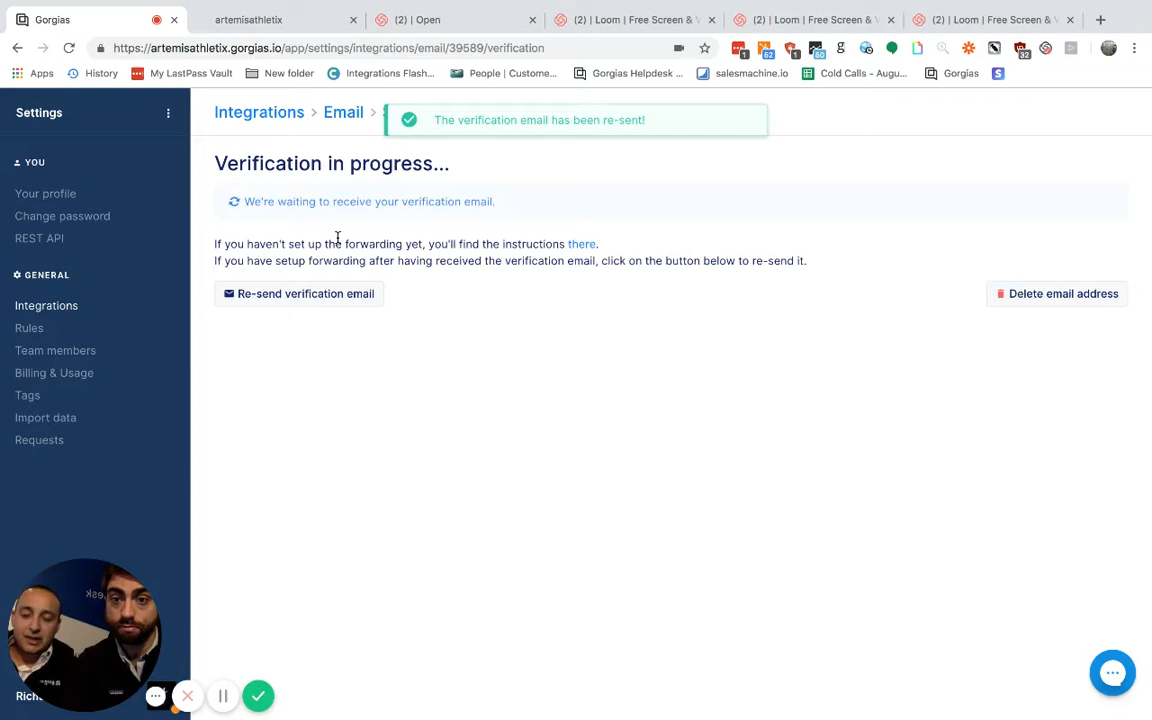 Gorgias
artemisathletix
(2) | Open
(2) | Loom | Free Screen &
(2) | Loom | Free Screen &
(2) | Loom | Free Screen &
https://artemisathletix.gorgias.io/app/settings/integrations/email/39589/verification
Apps
History
My LastPass Vault
New folder
Integrations Flash...
People | Custome...
Gorgias Helpdesk ...
salesmachine.io
Cold Calls - Augu...
Gorgias
Settings
Integrations > Email >
The verification email has been re-sent!
YOU
Your profile
Change password
REST API
GENERAL
Integrations
Rules
Team members
Billing & Usage
Tags
Import data
Requests
Verification in progress...
We're waiting to receive your verification email.
If you haven't set up the forwarding yet, you'll find the instructions there.
If you have setup forwarding after having received the verification email, click on the button below to re-send it.
Re-send verification email
Delete email address